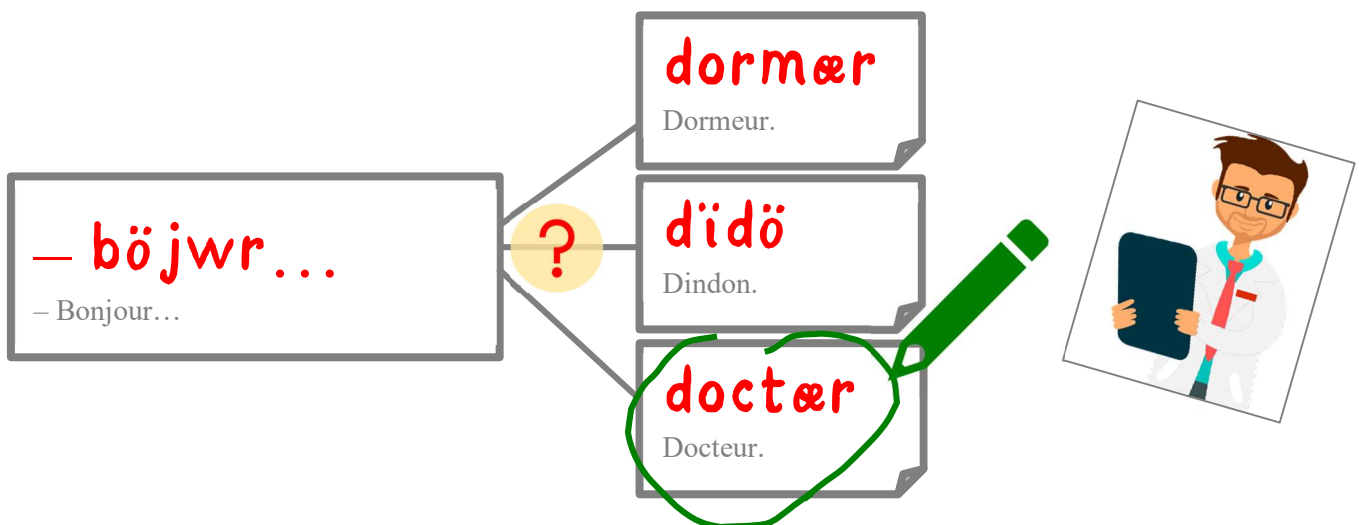 — böjwr...
– Bonjour…
?
dormœr
Dormeur.
dïdö
Dindon.
doctœr
Docteur.